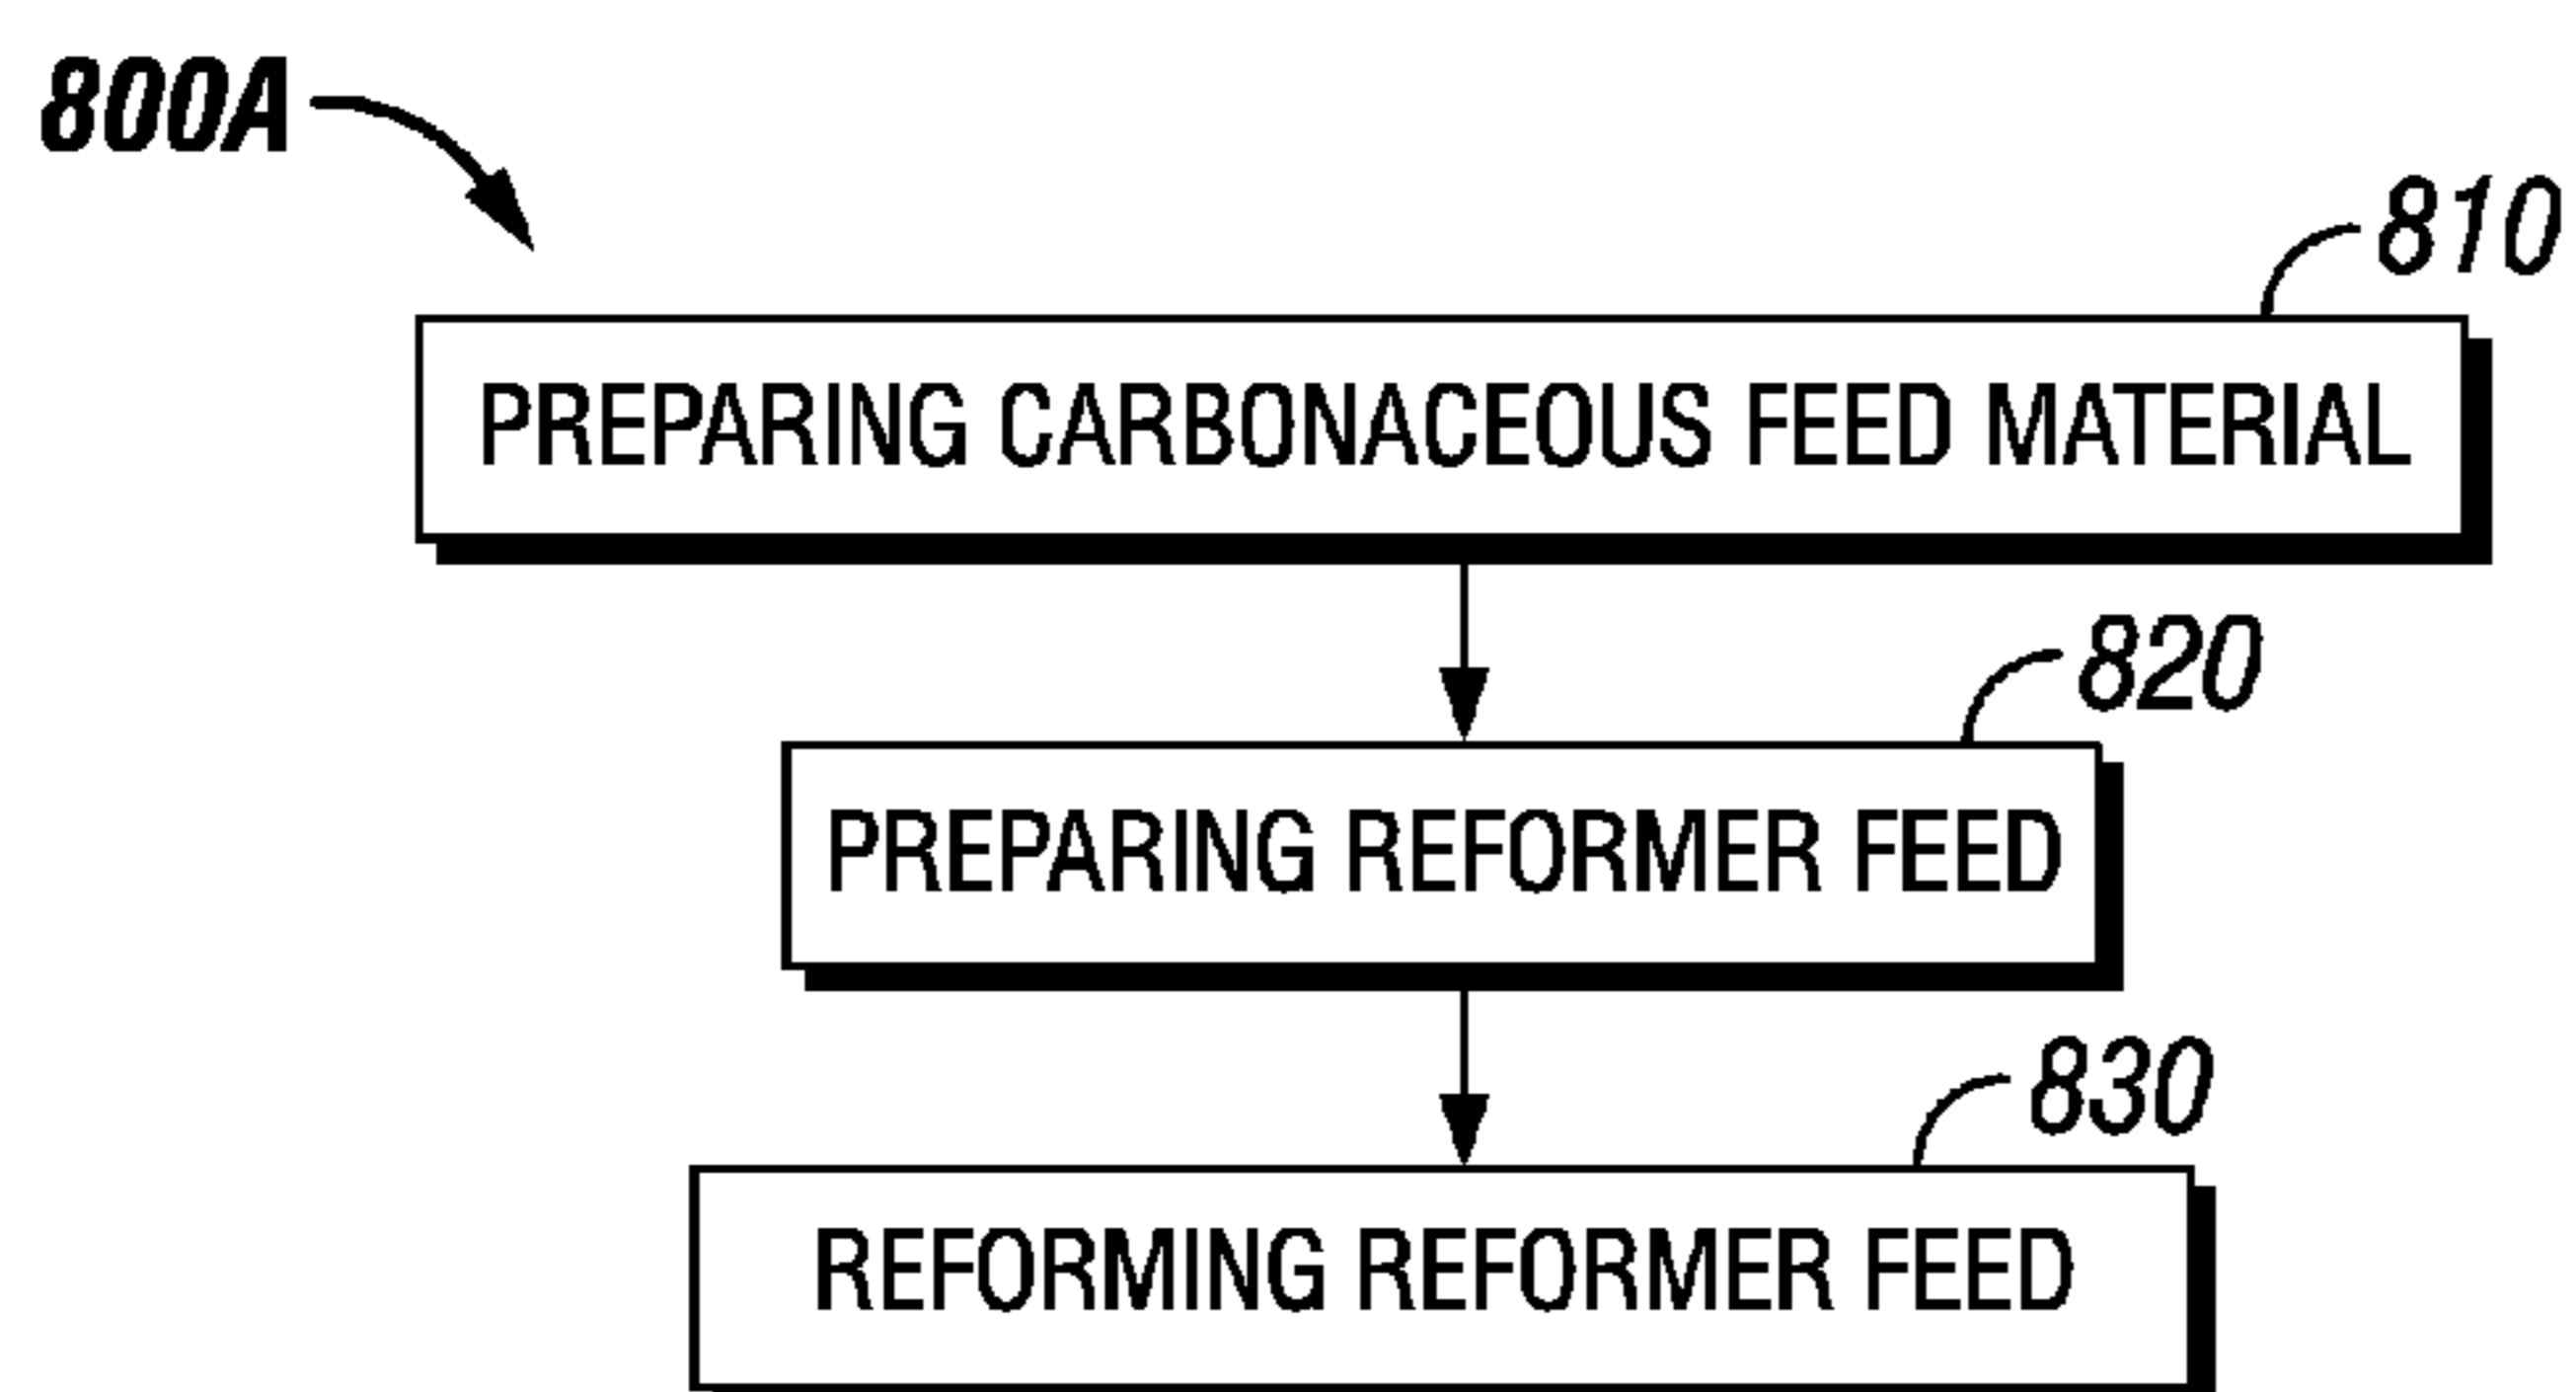 800A
810
PREPARING CARBONACEOUS FEED MATERIAL
820
PREPARING REFORMER FEED
830
REFORMING REFORMER FEED